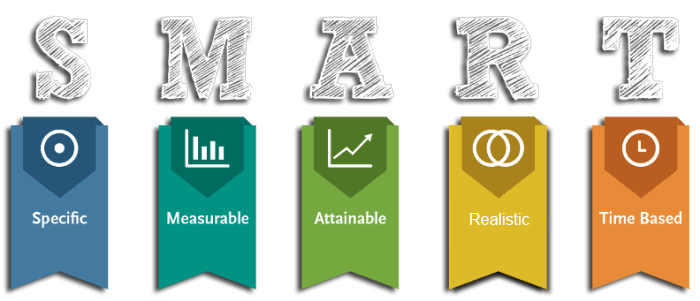 S M A R T
Specific Measurable Attainable Realistic Time Based